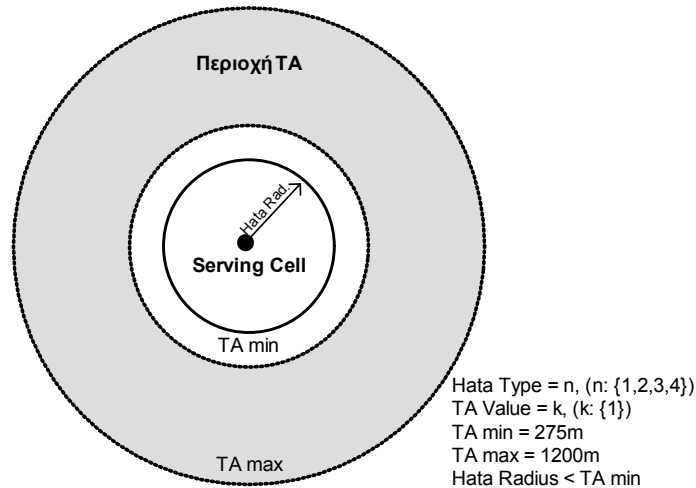 Περιοχή TA
Hata Rad.
Serving Cell
TA min
TA max
Hata Type = n, (n: {1,2,3,4})
TA Value = k, (k: {1})
TA min = 275m
TA max = 1200m
Hata Radius < TA min